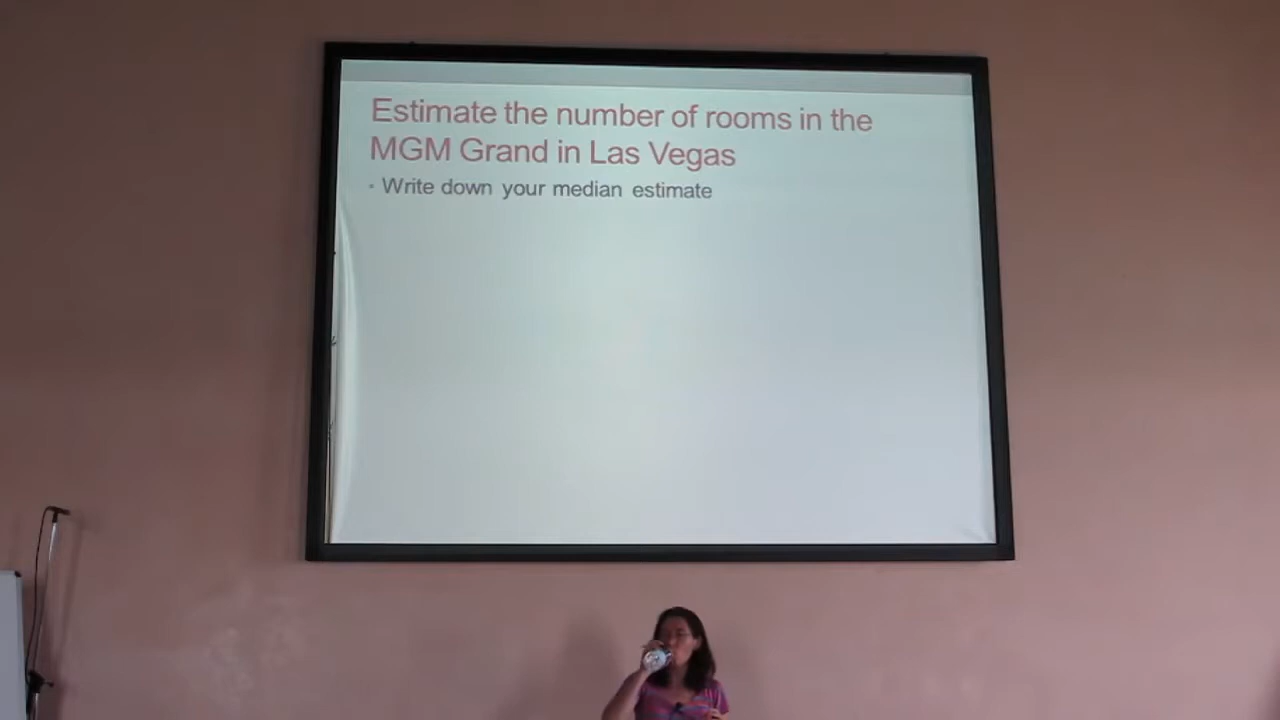 Estimate the number of rooms in the
MGM Grand in Las Vegas
• Write down your median estimate